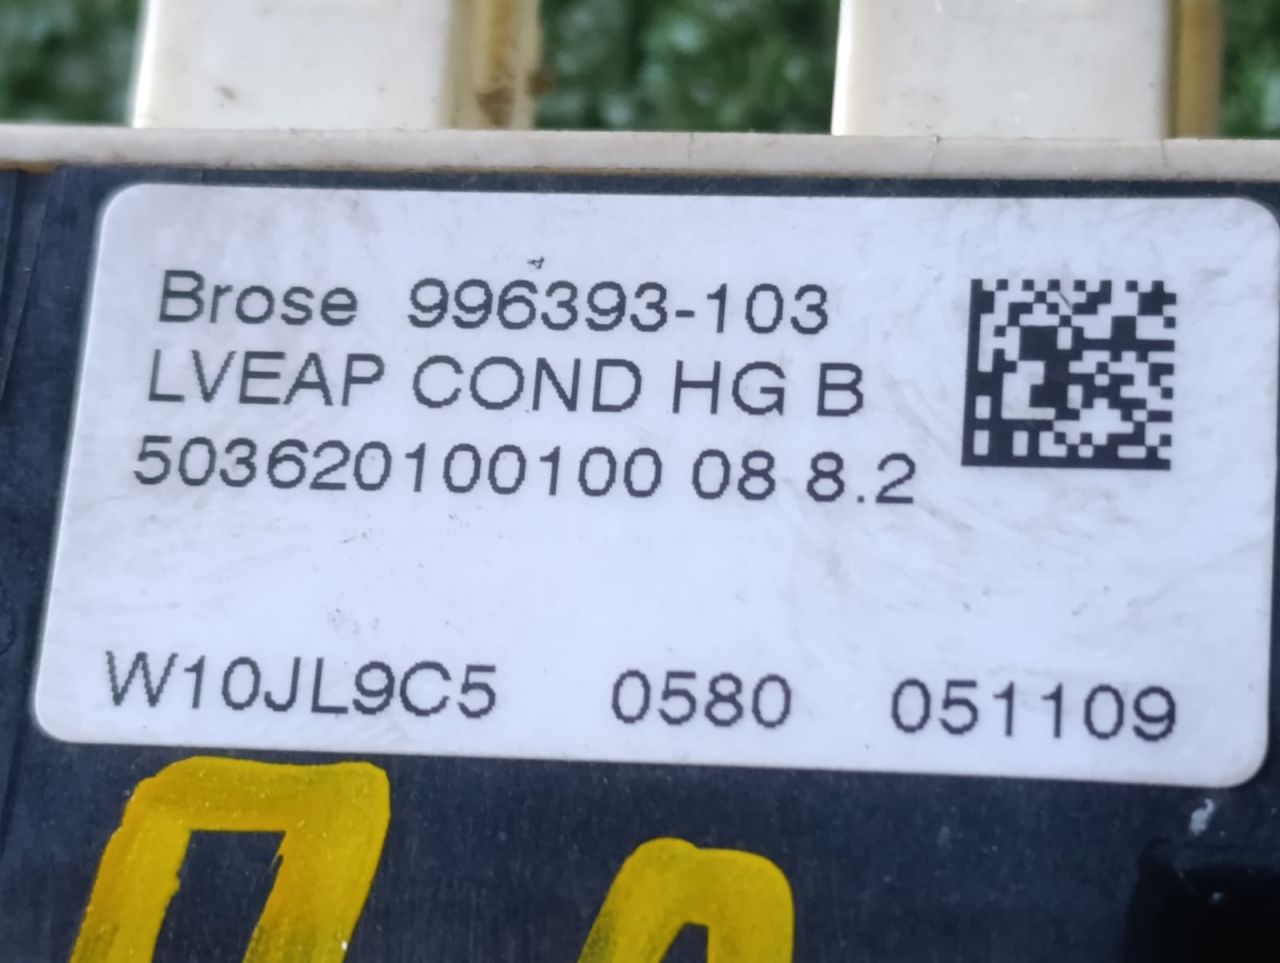 Brose 996393-103
LVEAP COND HG B
503620100100 08 8.2
W10JL9C5 0580 051109